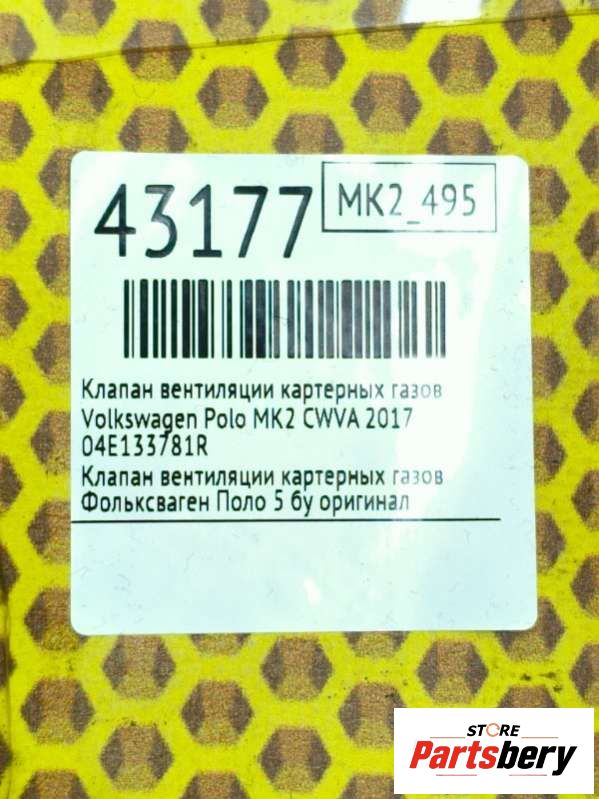 43177
MK2_495
Клапан вентиляции картерных газов
Volkswagen Polo MK2 CWVA 2017
04E133781R
Клапан вентиляции картерных газов
Фольксваген Поло 5 бу оригинал
STORE
Partsbery